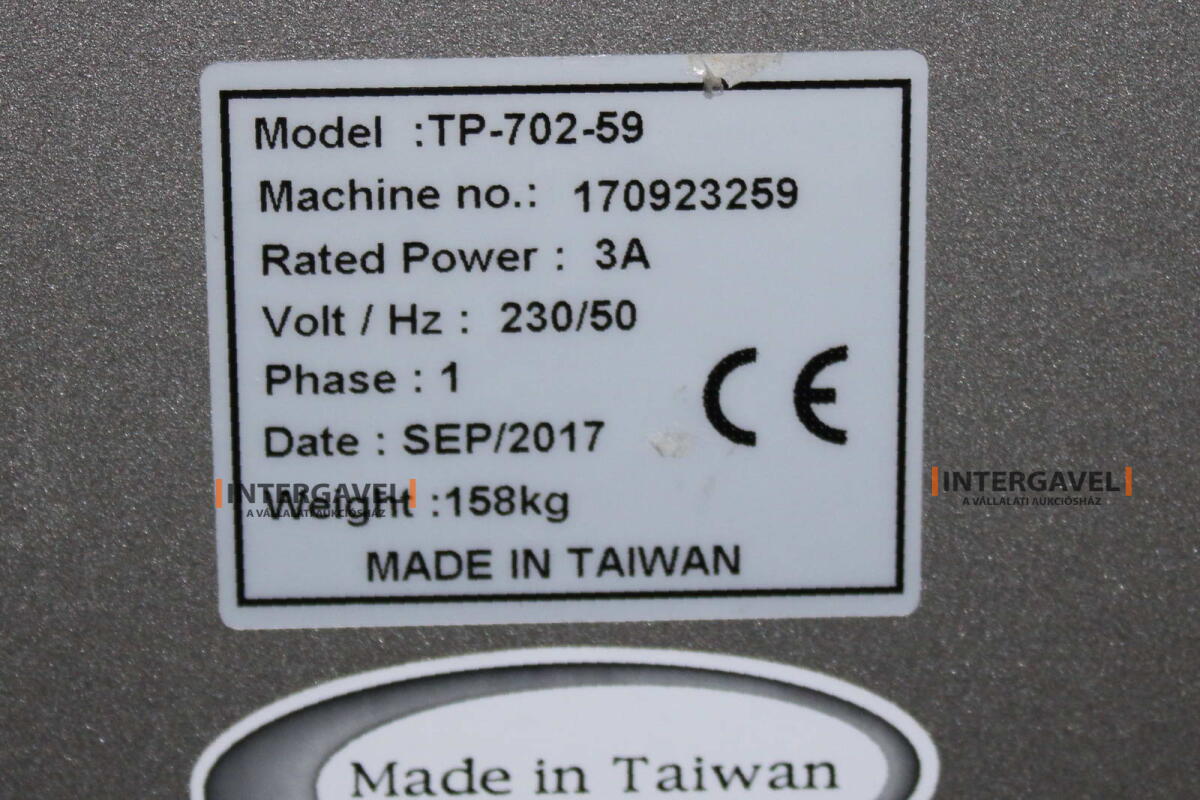 Model :TP-702-59
Machine no.: 170923259
Rated Power : 3A
Volt / Hz : 230/50
Phase : 1
CE
Date : SEP/2017
Weight :158kg
INTERGAVEL
A VÁLLALATI AUKCIÓSHÁZ
INTERGAVEL
A VÁLLALATI AUKCIÓSHÁZ
MADE IN TAIWAN
Made in Taiwan